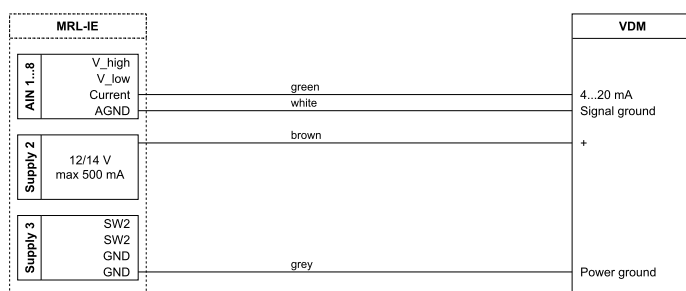 MRL-IE
VDM
AIN 1...8
V_high
V_low
Current
AGND
green
white
4...20 mA
Signal ground
Supply 2
12/14 V
max 500 mA
brown
+
Supply 3
SW2
SW2
GND
GND
grey
Power ground